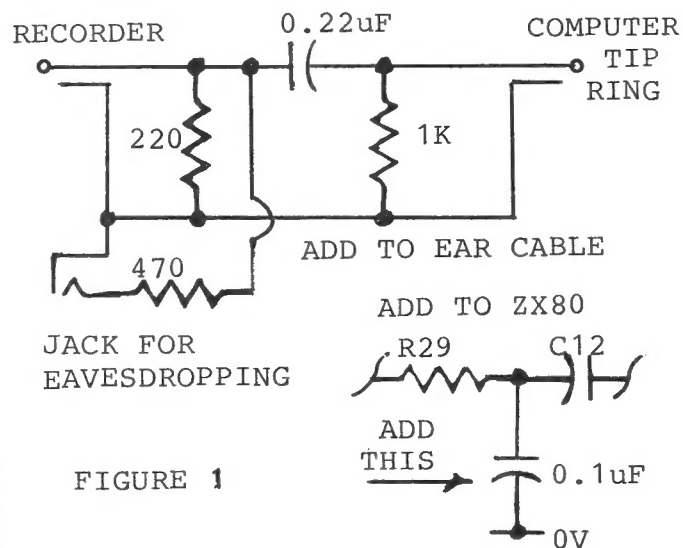 0.22uF
RECORDER
COMPUTER
TIP
RING
220
1K
ADD TO EAR CABLE
470
ADD TO ZX80
JACK FOR
EAVESDROPPING
R29
C12
ADD
THIS
0.1uF
FIGURE 1
0V